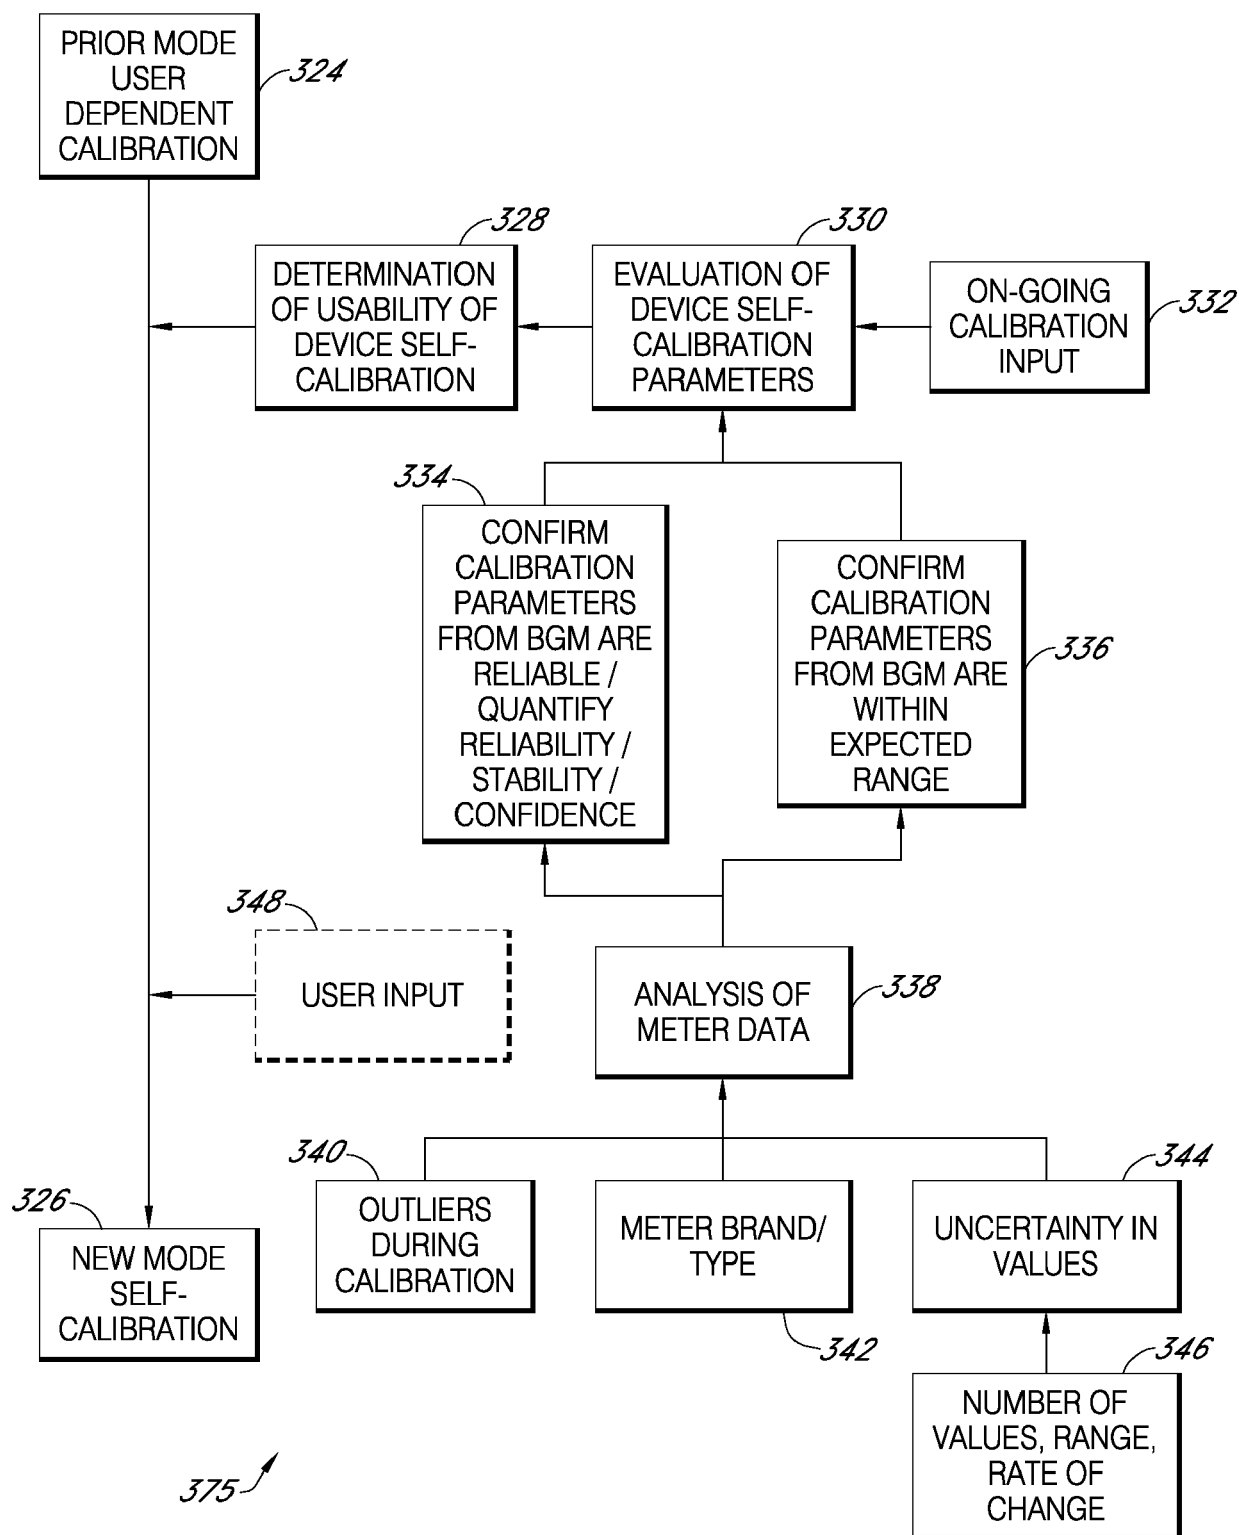 PRIOR MODE
USER
DEPENDENT
CALIBRATION
324
328
DETERMINATION
OF USABILITY OF
DEVICE SELF-
CALIBRATION
330
EVALUATION OF
DEVICE SELF-
CALIBRATION
PARAMETERS
ON-GOING
CALIBRATION
INPUT
332
334
CONFIRM
CALIBRATION
PARAMETERS
FROM BGM ARE
RELIABLE /
QUANTIFY
RELIABILITY /
STABILITY /
CONFIDENCE
CONFIRM
CALIBRATION
PARAMETERS
FROM BGM ARE
WITHIN
EXPECTED
RANGE
336
348
USER INPUT
ANALYSIS OF
METER DATA
338
326
NEW MODE
SELF-
CALIBRATION
340
OUTLIERS
DURING
CALIBRATION
METER BRAND/
TYPE
342
344
UNCERTAINTY IN
VALUES
346
NUMBER OF
VALUES, RANGE,
RATE OF
CHANGE
375